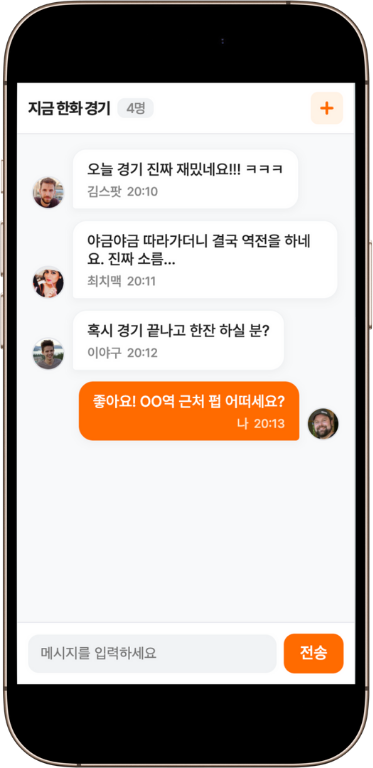 지금 한화 경기 4명
+
오늘 경기 진짜 재밌네요!!! ㅋㅋㅋ
김스팟 20:10
야금야금 따라가더니 결국 역전을 하네
요. 진짜 소름...
최치맥 20:11
혹시 경기 끝나고 한잔 하실 분?
이야구 20:12
좋아요! OO역 근처 펍 어떠세요?
나 20:13
메시지를 입력하세요 전송